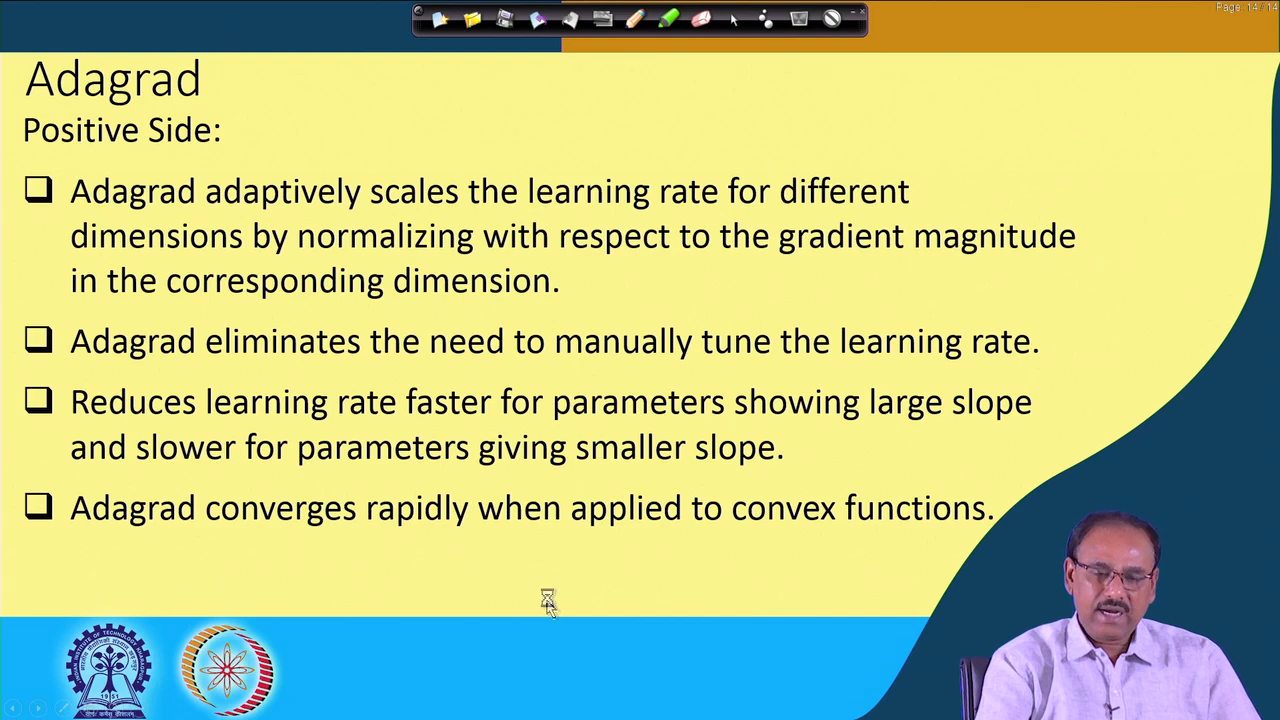 Page 14/14
Adagrad
Positive Side:
❑ Adagrad adaptively scales the learning rate for different
dimensions by normalizing with respect to the gradient magnitude
in the corresponding dimension.
❑ Adagrad eliminates the need to manually tune the learning rate.
❑ Reduces learning rate faster for parameters showing large slope
and slower for parameters giving smaller slope.
❑ Adagrad converges rapidly when applied to convex functions.
1951